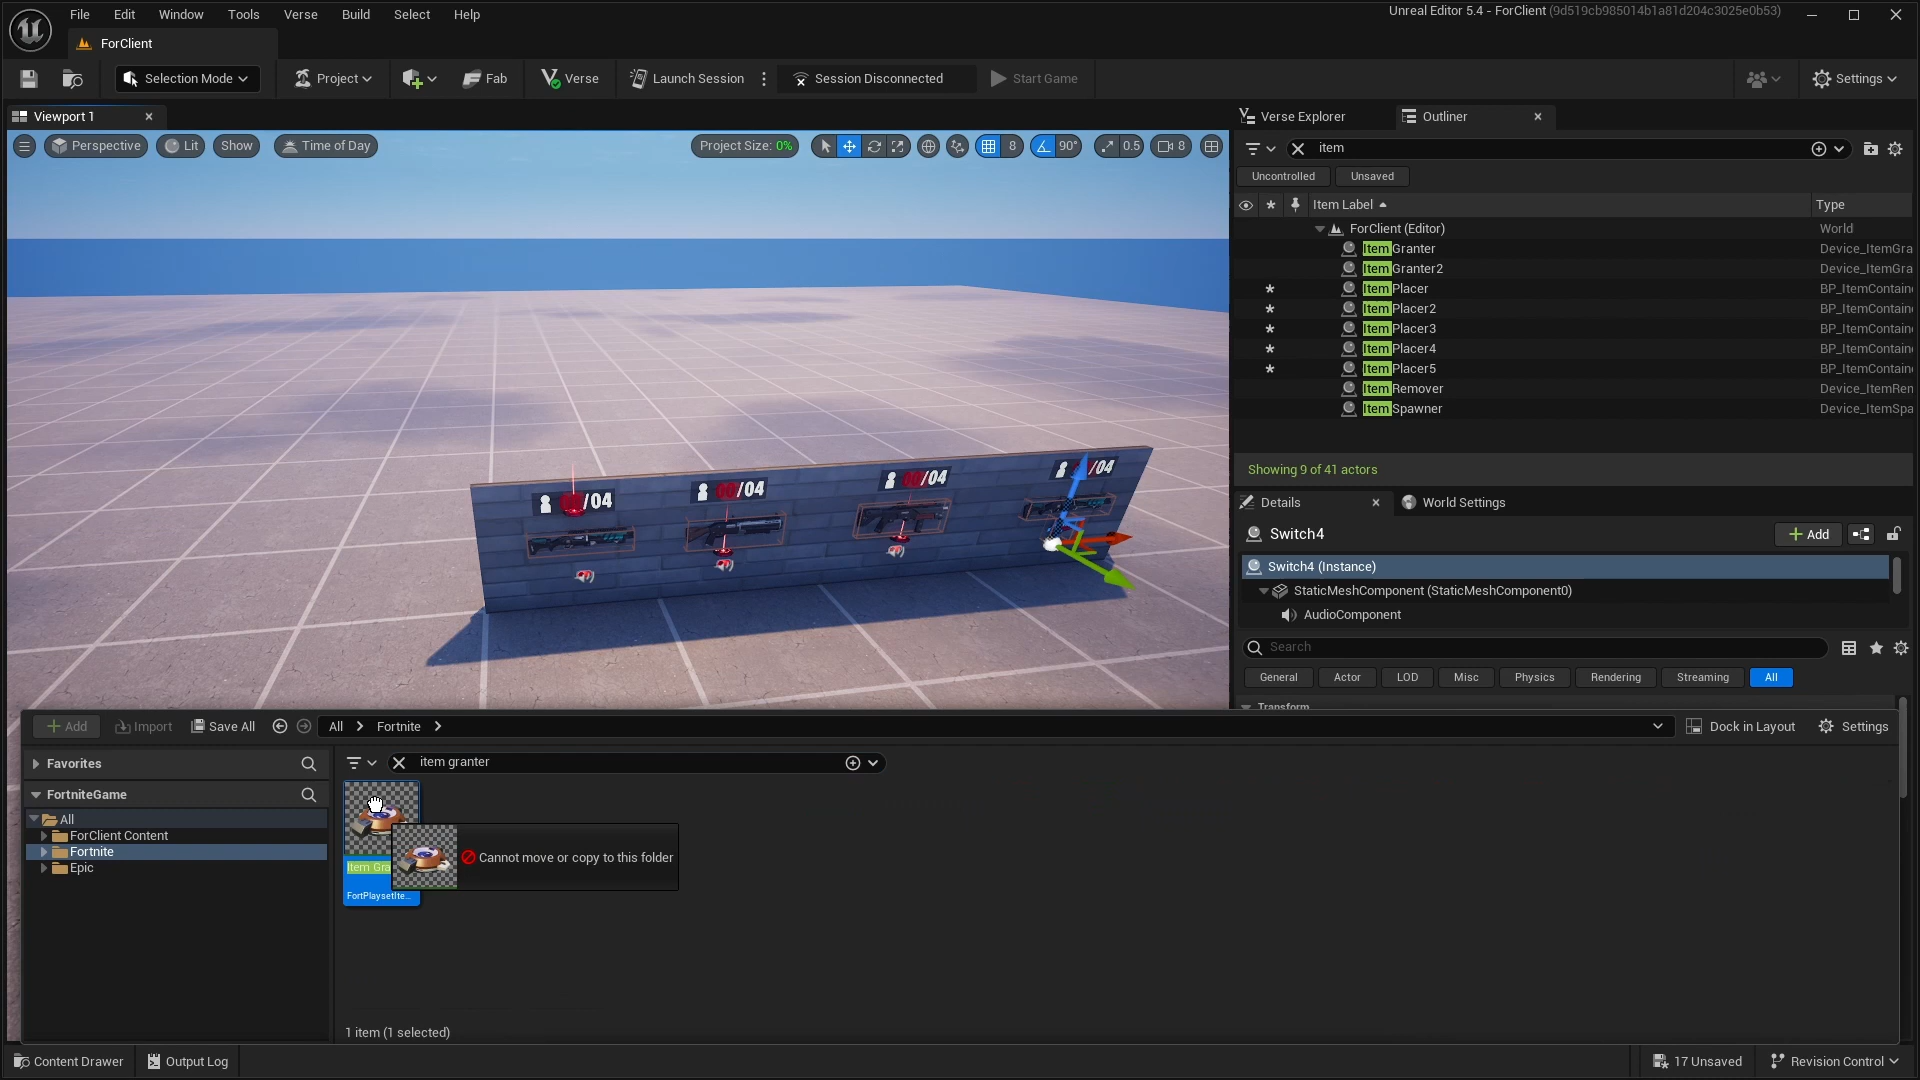 File Edit Window Tools Verse Build Select Help
Unreal Editor 5.4 - ForClient (9d519cb985014b1a81d204c3025e0b53)
ForClient
Selection Mode Project Fab Verse Launch Session Session Disconnected Start Game Settings
Viewport 1
Perspective Lit Show Time of Day Project Size: 0% 8 90° 0.5 8
/04
/04
/04
/04
Verse Explorer Outliner
item
Uncontrolled Unsaved
Item Label Type
ForClient (Editor) World
ItemGranter Device_ItemGra
ItemGranter2 Device_ItemGra
ItemPlacer BP_ItemContain
ItemPlacer2 BP_ItemContain
ItemPlacer3 BP_ItemContain
ItemPlacer4 BP_ItemContain
ItemPlacer5 BP_ItemContain
ItemRemover Device_ItemRem
ItemSpawner Device_ItemSpa
Showing 9 of 41 actors
Details World Settings
Switch4 Add
Switch4 (Instance)
StaticMeshComponent (StaticMeshComponent0)
AudioComponent
Search
General Actor LOD Misc Physics Rendering Streaming All
Transform
Add Import Save All All Fortnite Dock in Layout Settings
Favorites
item granter
FortniteGame
All
ForClient Content
Fortnite
Epic
Cannot move or copy to this folder
Item Gra
FortPlaysetIte...
1 item (1 selected)
Content Drawer Output Log 17 Unsaved Revision Control